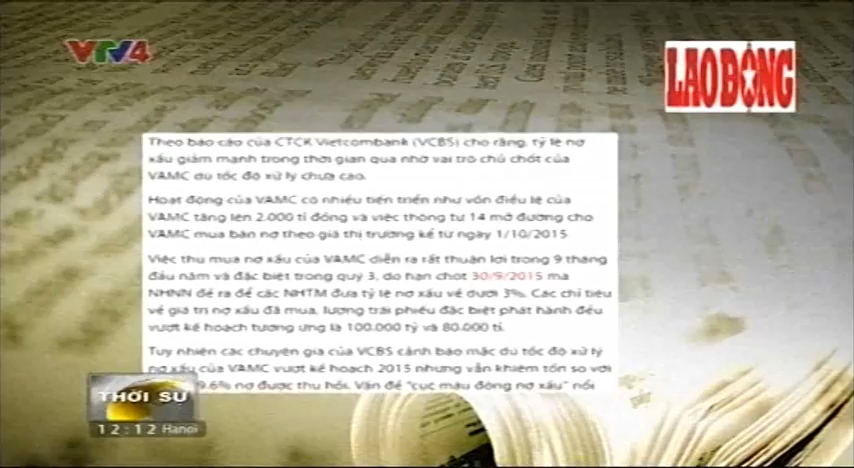 VTV4
LAO ĐỘNG
Theo báo cáo của CTCK Vietcombank (VCBS) cho rằng, tỷ lệ nợ
xấu giảm mạnh trong thời gian qua nhờ vai trò chủ chốt của
VAMC dù tốc độ xử lý chưa cao.
Hoạt động của VAMC có nhiều tiến triển như vốn điều lệ của
VAMC tăng lên 2.000 tỉ đồng và việc thông tư 14 mở đường cho
VAMC mua bán nợ theo giá thị trường kể từ ngày 1/10/2015
Việc thu mua nợ xấu của VAMC diễn ra rất thuận lợi trong 9 tháng
đầu năm và đặc biệt trong quý 3, do hạn chót 30/9/2015 mà
NHNN đề ra để các NHTM đưa tỷ lệ nợ xấu về dưới 3%. Các chỉ tiêu
về giá trị nợ xấu đã mua, lượng trái phiếu đặc biệt phát hành đều
vượt kế hoạch tương ứng là 100.000 tỷ và 80.000 tỉ.
Tuy nhiên các chuyên gia của VCBS cảnh báo mặc dù tốc độ xử lý
nợ xấu của VAMC vượt kế hoạch 2015 nhưng vẫn khiêm tốn so với
9.6% nợ được thu hồi. Vấn đề "cục máu đông nợ xấu" nói
THỜI SỰ
12:12 Hanoi